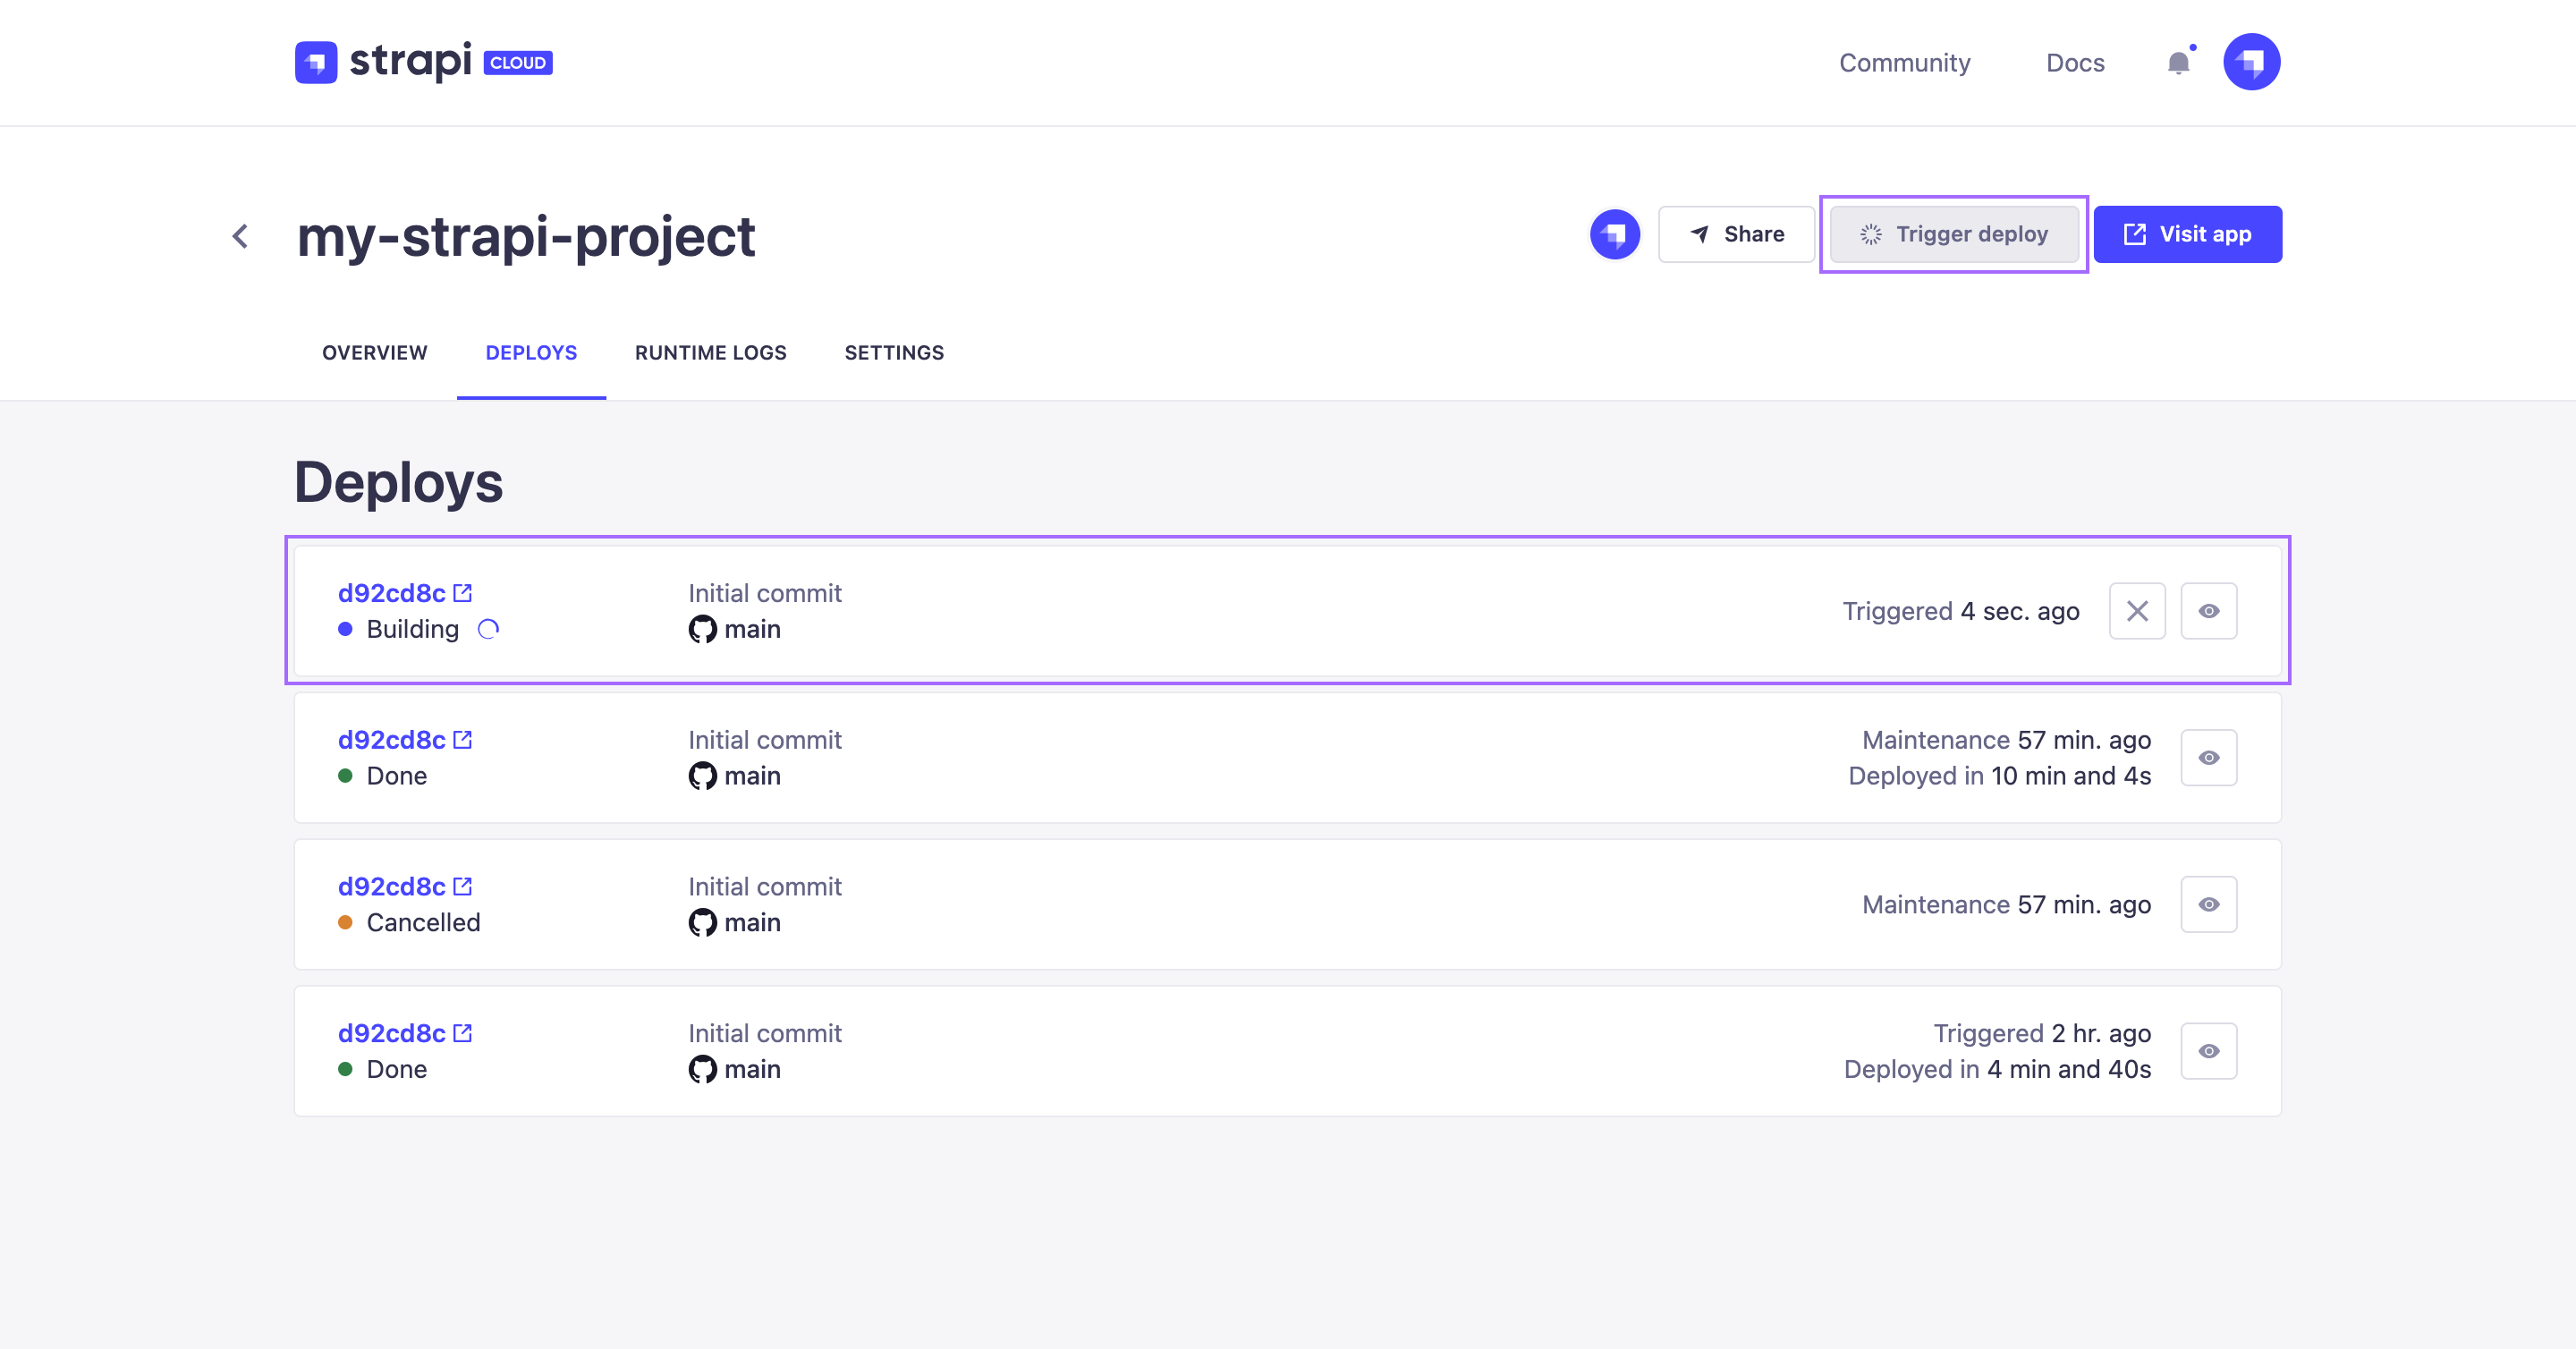 strapi CLOUD
Community Docs
my-strapi-project
Share Trigger deploy Visit app
OVERVIEW DEPLOYS RUNTIME LOGS SETTINGS
Deploys
d92cd8c Initial commit
Building main
Triggered 4 sec. ago
d92cd8c Initial commit Maintenance 57 min. ago
Done main Deployed in 10 min and 4s
d92cd8c Initial commit
Cancelled main
Maintenance 57 min. ago
d92cd8c Initial commit Triggered 2 hr. ago
Done main Deployed in 4 min and 40s